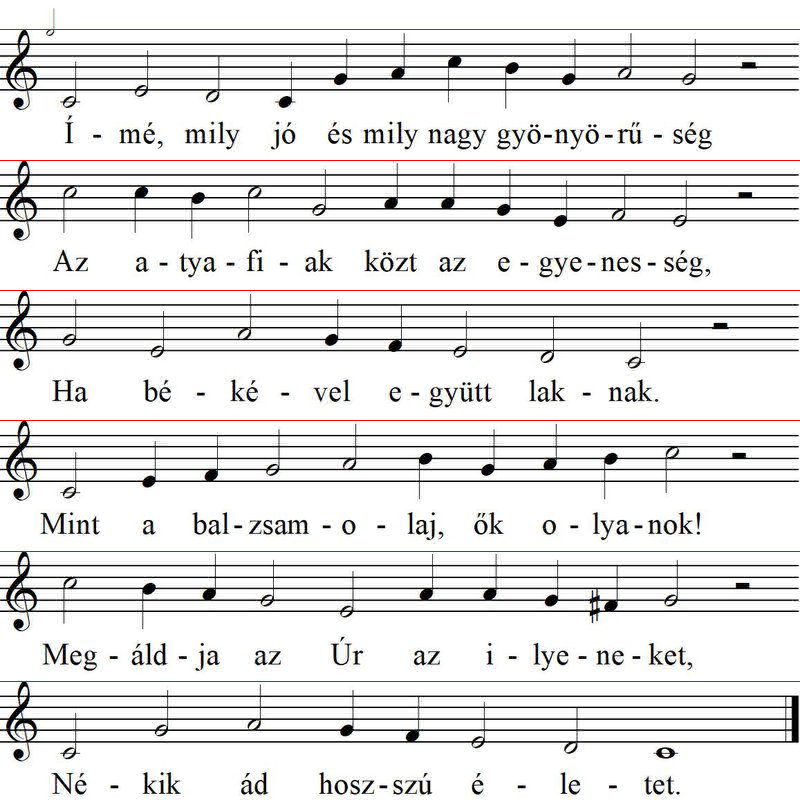 Í - mé, mily jó és mily nagy gyö-nyö-rű - ség
Az a - tya - fi - ak közt az e - gye - nes - ség,
Ha bé - ké - vel e - gyütt lak - nak.
Mint a bal - zsam - o - laj, ők o - lya - nok!
Meg - áld - ja az Úr az i - lye - ne - ket,
Né - kik ád hosz - szú é - le - tet.